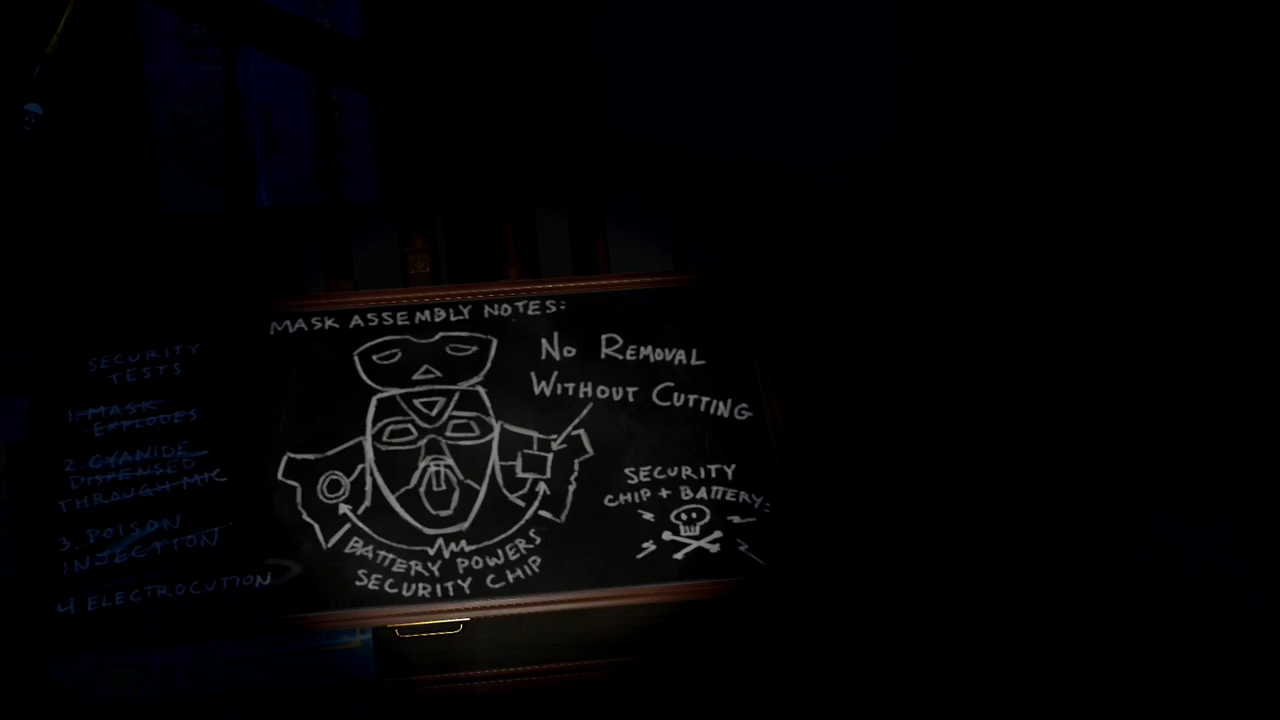 SECURITY
TESTS
1. MASK
EXPLODES
2. CYANIDE
DISPENSED
THROUGH MIC
3. POISON
INJECTION
4. ELECTROCUTION
MASK ASSEMBLY NOTES:
NO REMOVAL
WITHOUT CUTTING
SECURITY
CHIP + BATTERY:
BATTERY POWERS
SECURITY CHIP